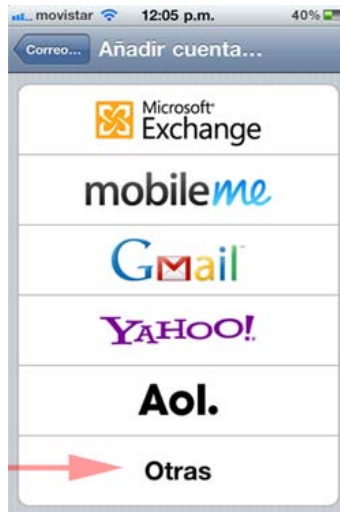 movistar 12:05 p.m. 40%
Correo... Añadir cuenta...
Microsoft
Exchange
mobileme
Gmail
YAHOO!
Aol.
Otras